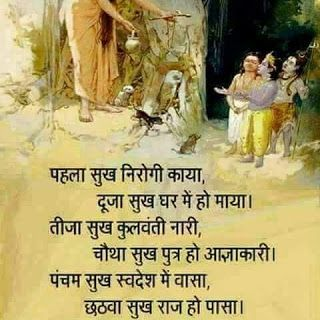 पहला सुख निरोगी काया,
दूजा सुख घर में हो माया।
तीजा सुख कुलवंती नारी,
चौथा सुख पुत्र हो आज्ञाकारी।
पंचम सुख स्वदेश में वासा,
छठवा सुख राज हो पासा।